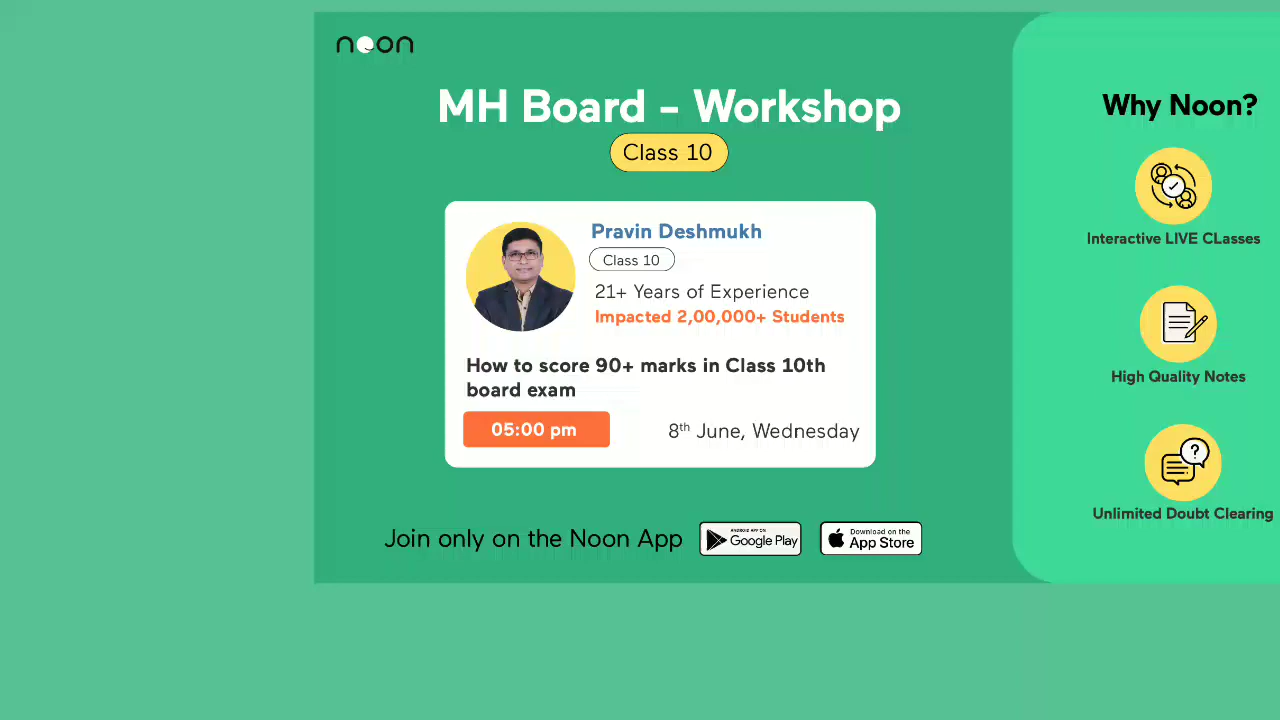 noon
MH Board - Workshop
Class 10
Pravin Deshmukh
Class 10
21+ Years of Experience
Impacted 2,00,000+ Students
How to score 90+ marks in Class 10th
board exam
05:00 pm
8th June, Wednesday
Join only on the Noon App
ANDROID APP ON
Google Play
Download on the
App Store
Why Noon?
Interactive LIVE CLasses
High Quality Notes
?
Unlimited Doubt Clearing